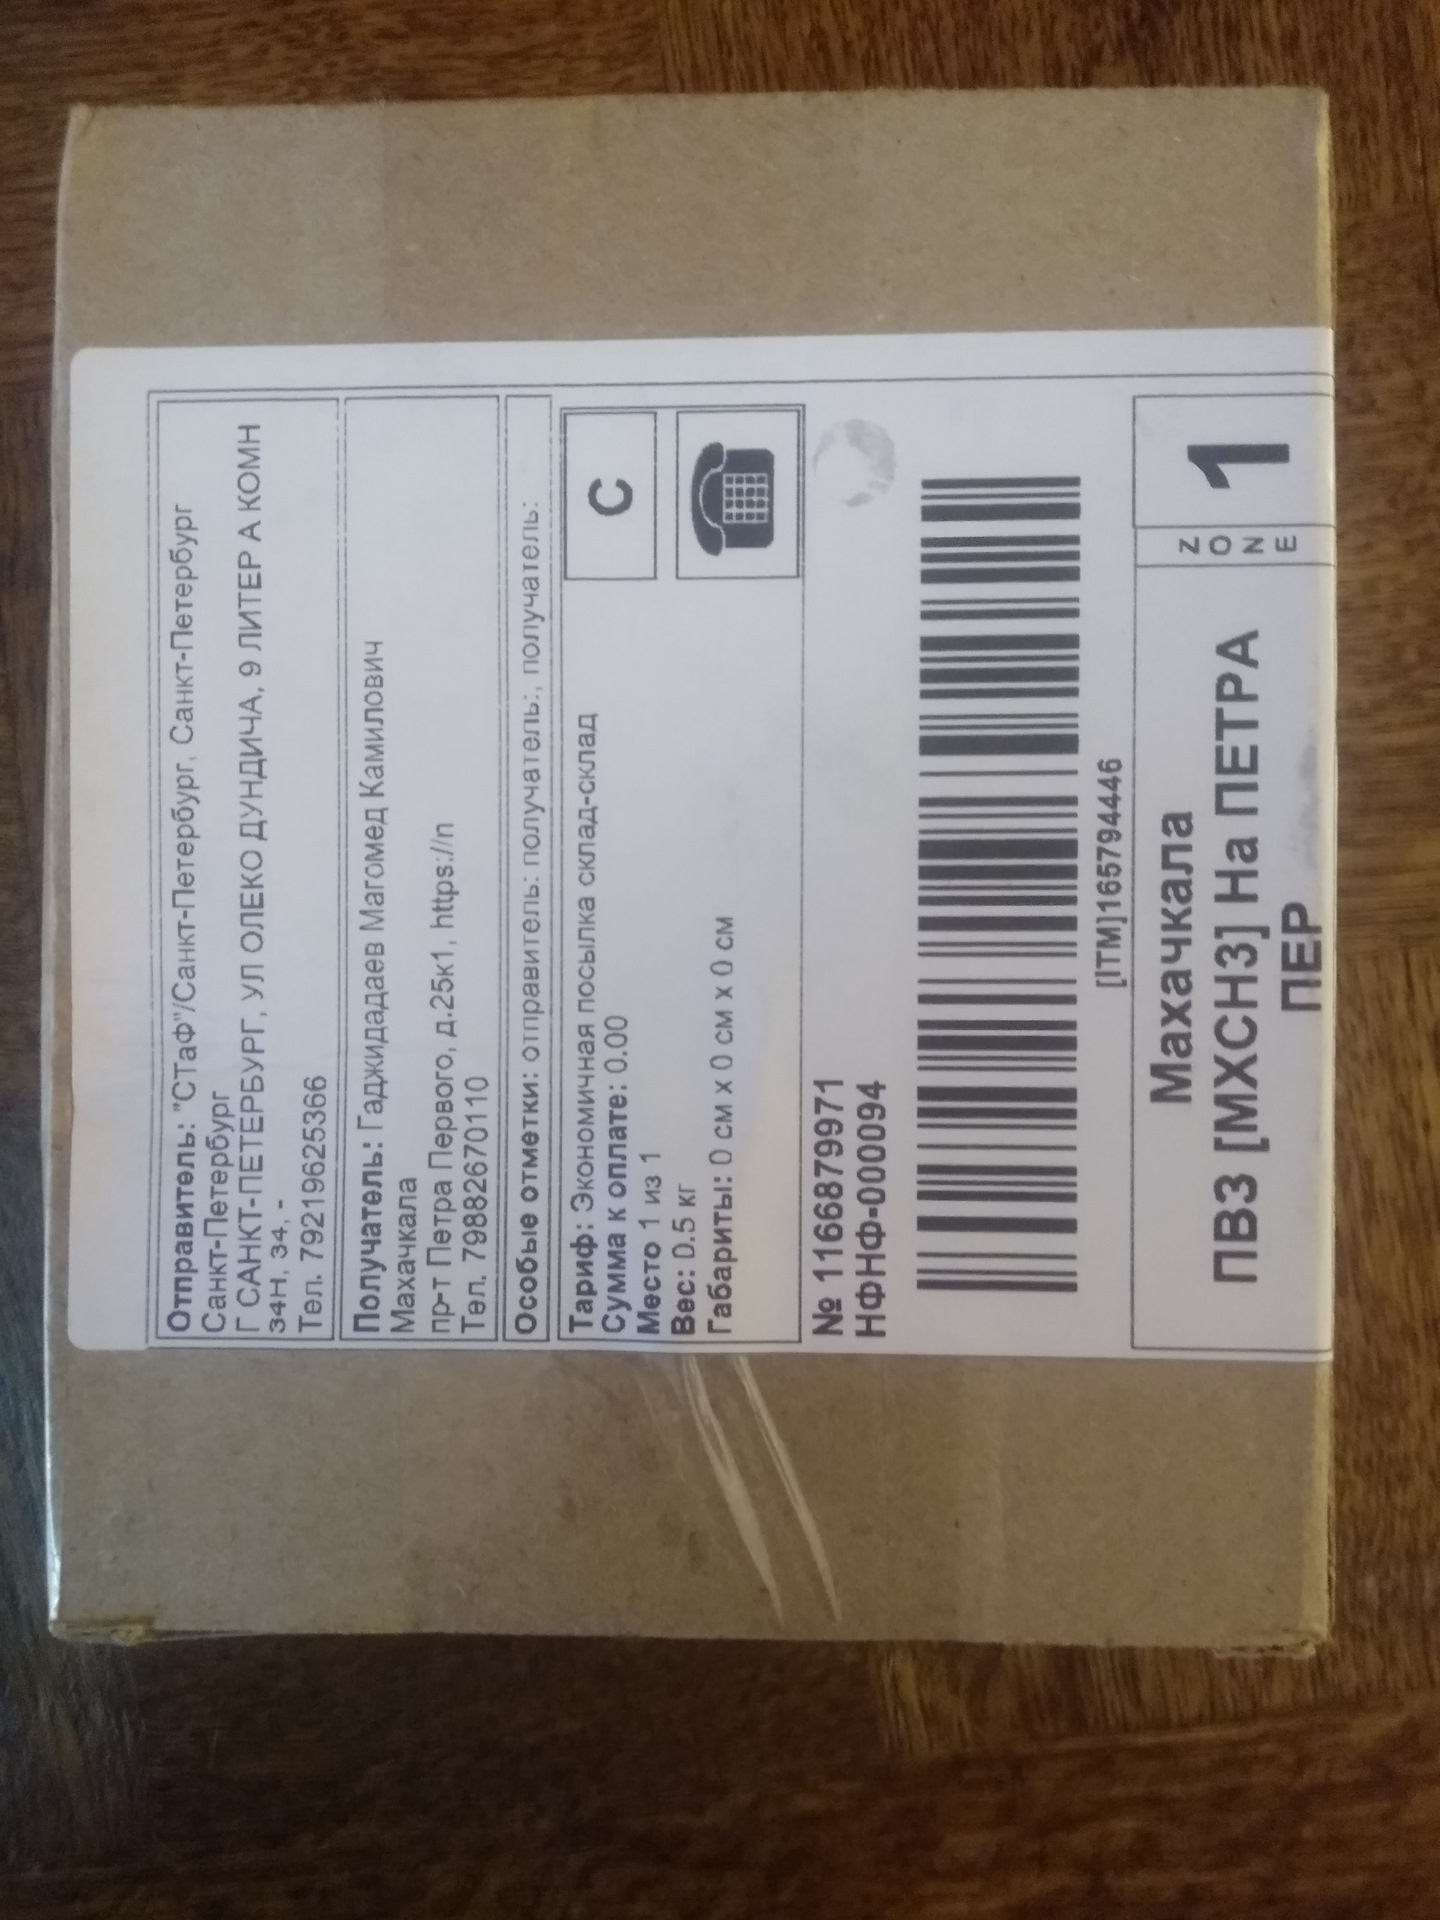 Отправитель: "СТаФ"/Санкт-Петербург, Санкт-Петербург
Санкт-Петербург
Г САНКТ-ПЕТЕРБУРГ, УЛ ОЛЕКО ДУНДИЧА, 9 ЛИТЕР А КОМН
34Н, 34, -
Тел. 79219625366
Получатель: Гаджидадаев Магомед Камилович
Махачкала
пр-т Петра Первого, д.25к1, https://n
Тел. 79882670110
Особые отметки: отправитель: получатель:, получатель:
Тариф: Экономичная посылка склад-склад
Сумма к оплате: 0.00
Место 1 из 1
Вес: 0.5 кг
Габариты: 0 см x 0 см x 0 см
С
№ 1166879971
НФНФ-000094
[ITM]165794446
Махачкала
ПВЗ [МХСН3] На ПЕТРА
ПЕР
ZONE
1